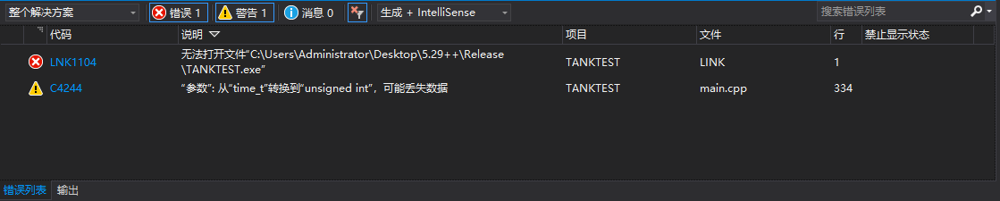 整个解决方案 错误 1 警告 1 消息 0 生成 + IntelliSense 搜索错误列表
代码 说明 项目 文件 行 禁止显示状态
LNK1104 无法打开文件“C:\Users\Administrator\Desktop\5.29++\Release
\TANKTEST.exe” TANKTEST LINK 1
C4244 “参数”: 从“time_t”转换到“unsigned int”，可能丢失数据 TANKTEST main.cpp 334
错误列表 输出